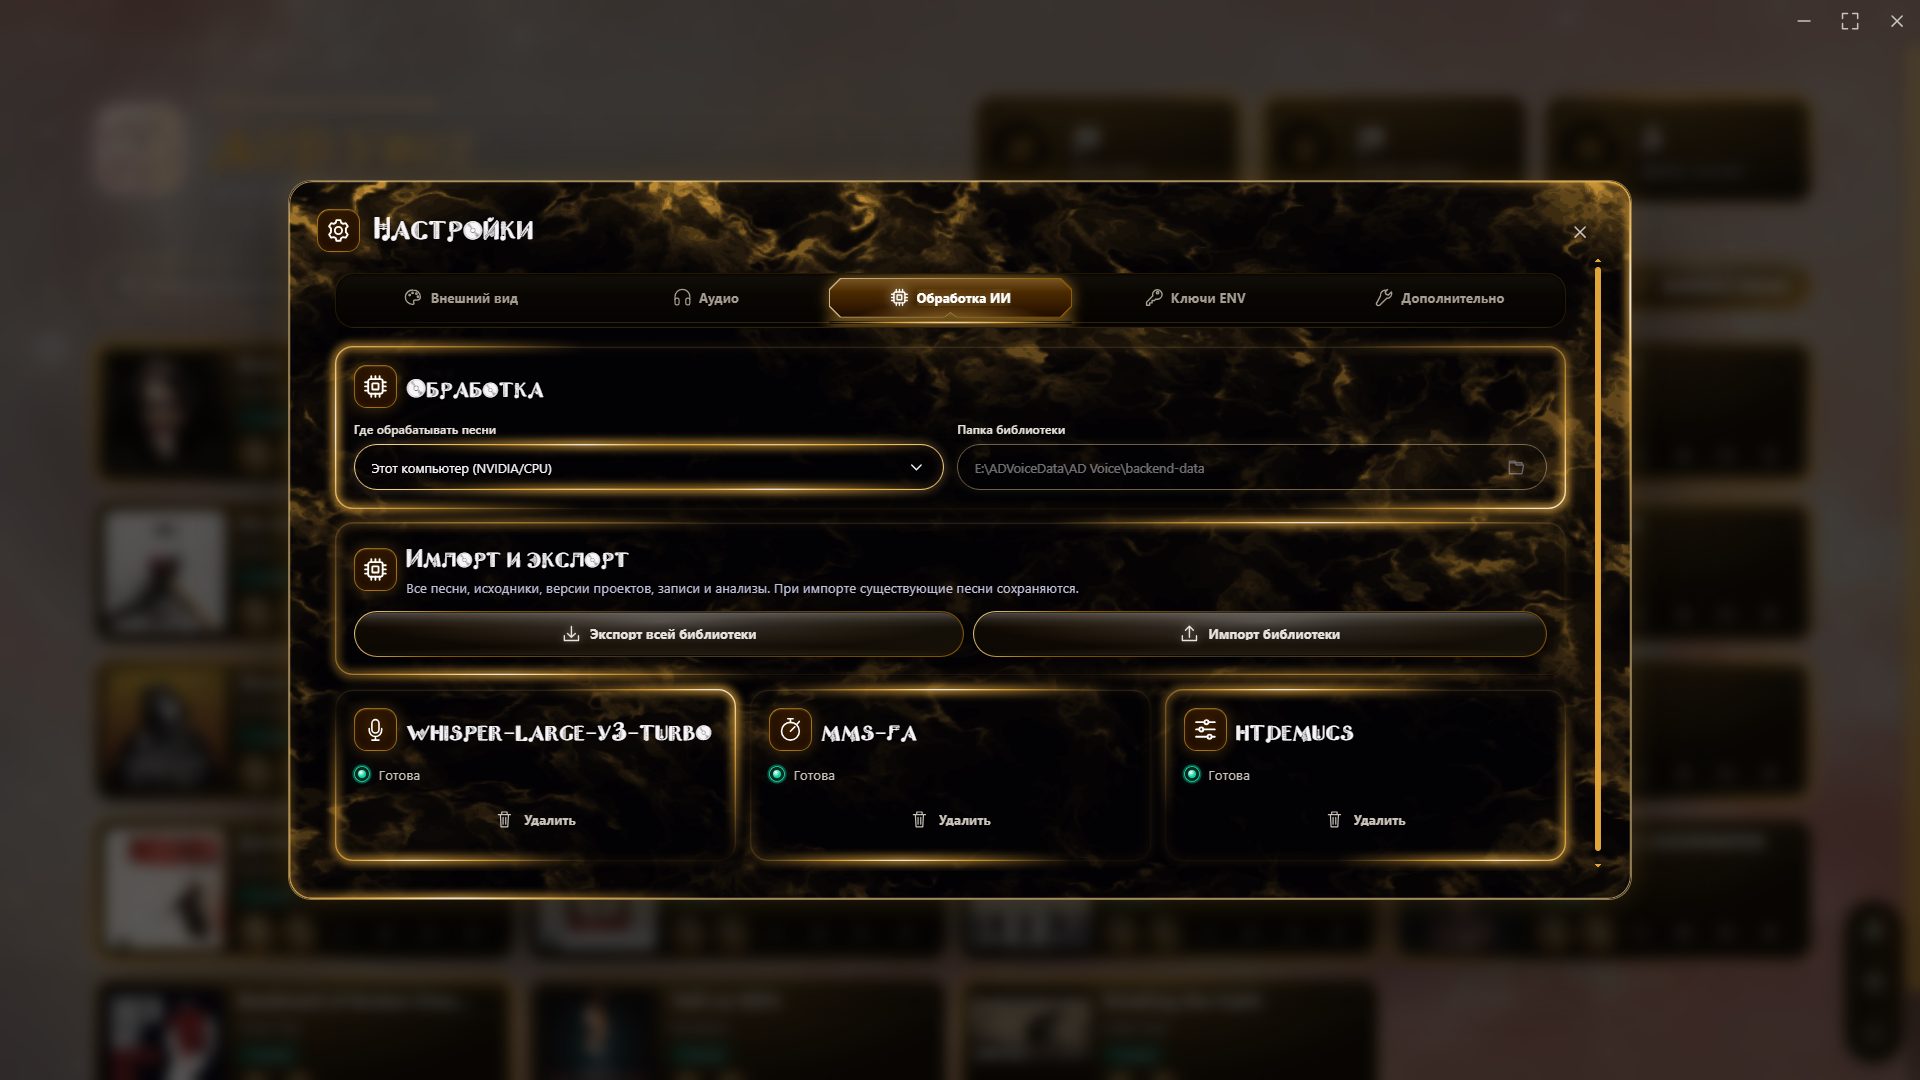 Настройки
Внешний вид
Аудио
Обработка ИИ
Ключи ENV
Дополнительно
Обработка
Где обрабатывать песни
Папка библиотеки
Этот компьютер (NVIDIA/CPU)
E:\ADVoiceData\AD Voice\backend-data
Импорт и экспорт
Все песни, исходники, версии проектов, записи и анализы. При импорте существующие песни сохраняются.
Экспорт всей библиотеки
Импорт библиотеки
whisper-large-v3-turbo
MMS-FA
HTDemucs
Готова
Готова
Готова
Удалить
Удалить
Удалить